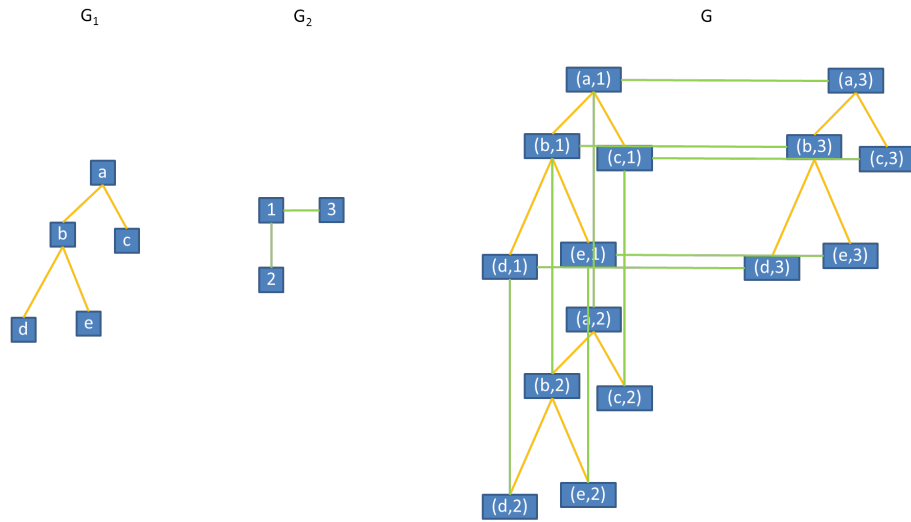 G1
G2
G
a
b
c
d
e
1
3
2
(a,1)
(a,3)
(b,1)
(c,1)
(b,3)
(c,3)
(d,1)
(e,1)
(d,3)
(e,3)
(a,2)
(b,2)
(c,2)
(d,2)
(e,2)